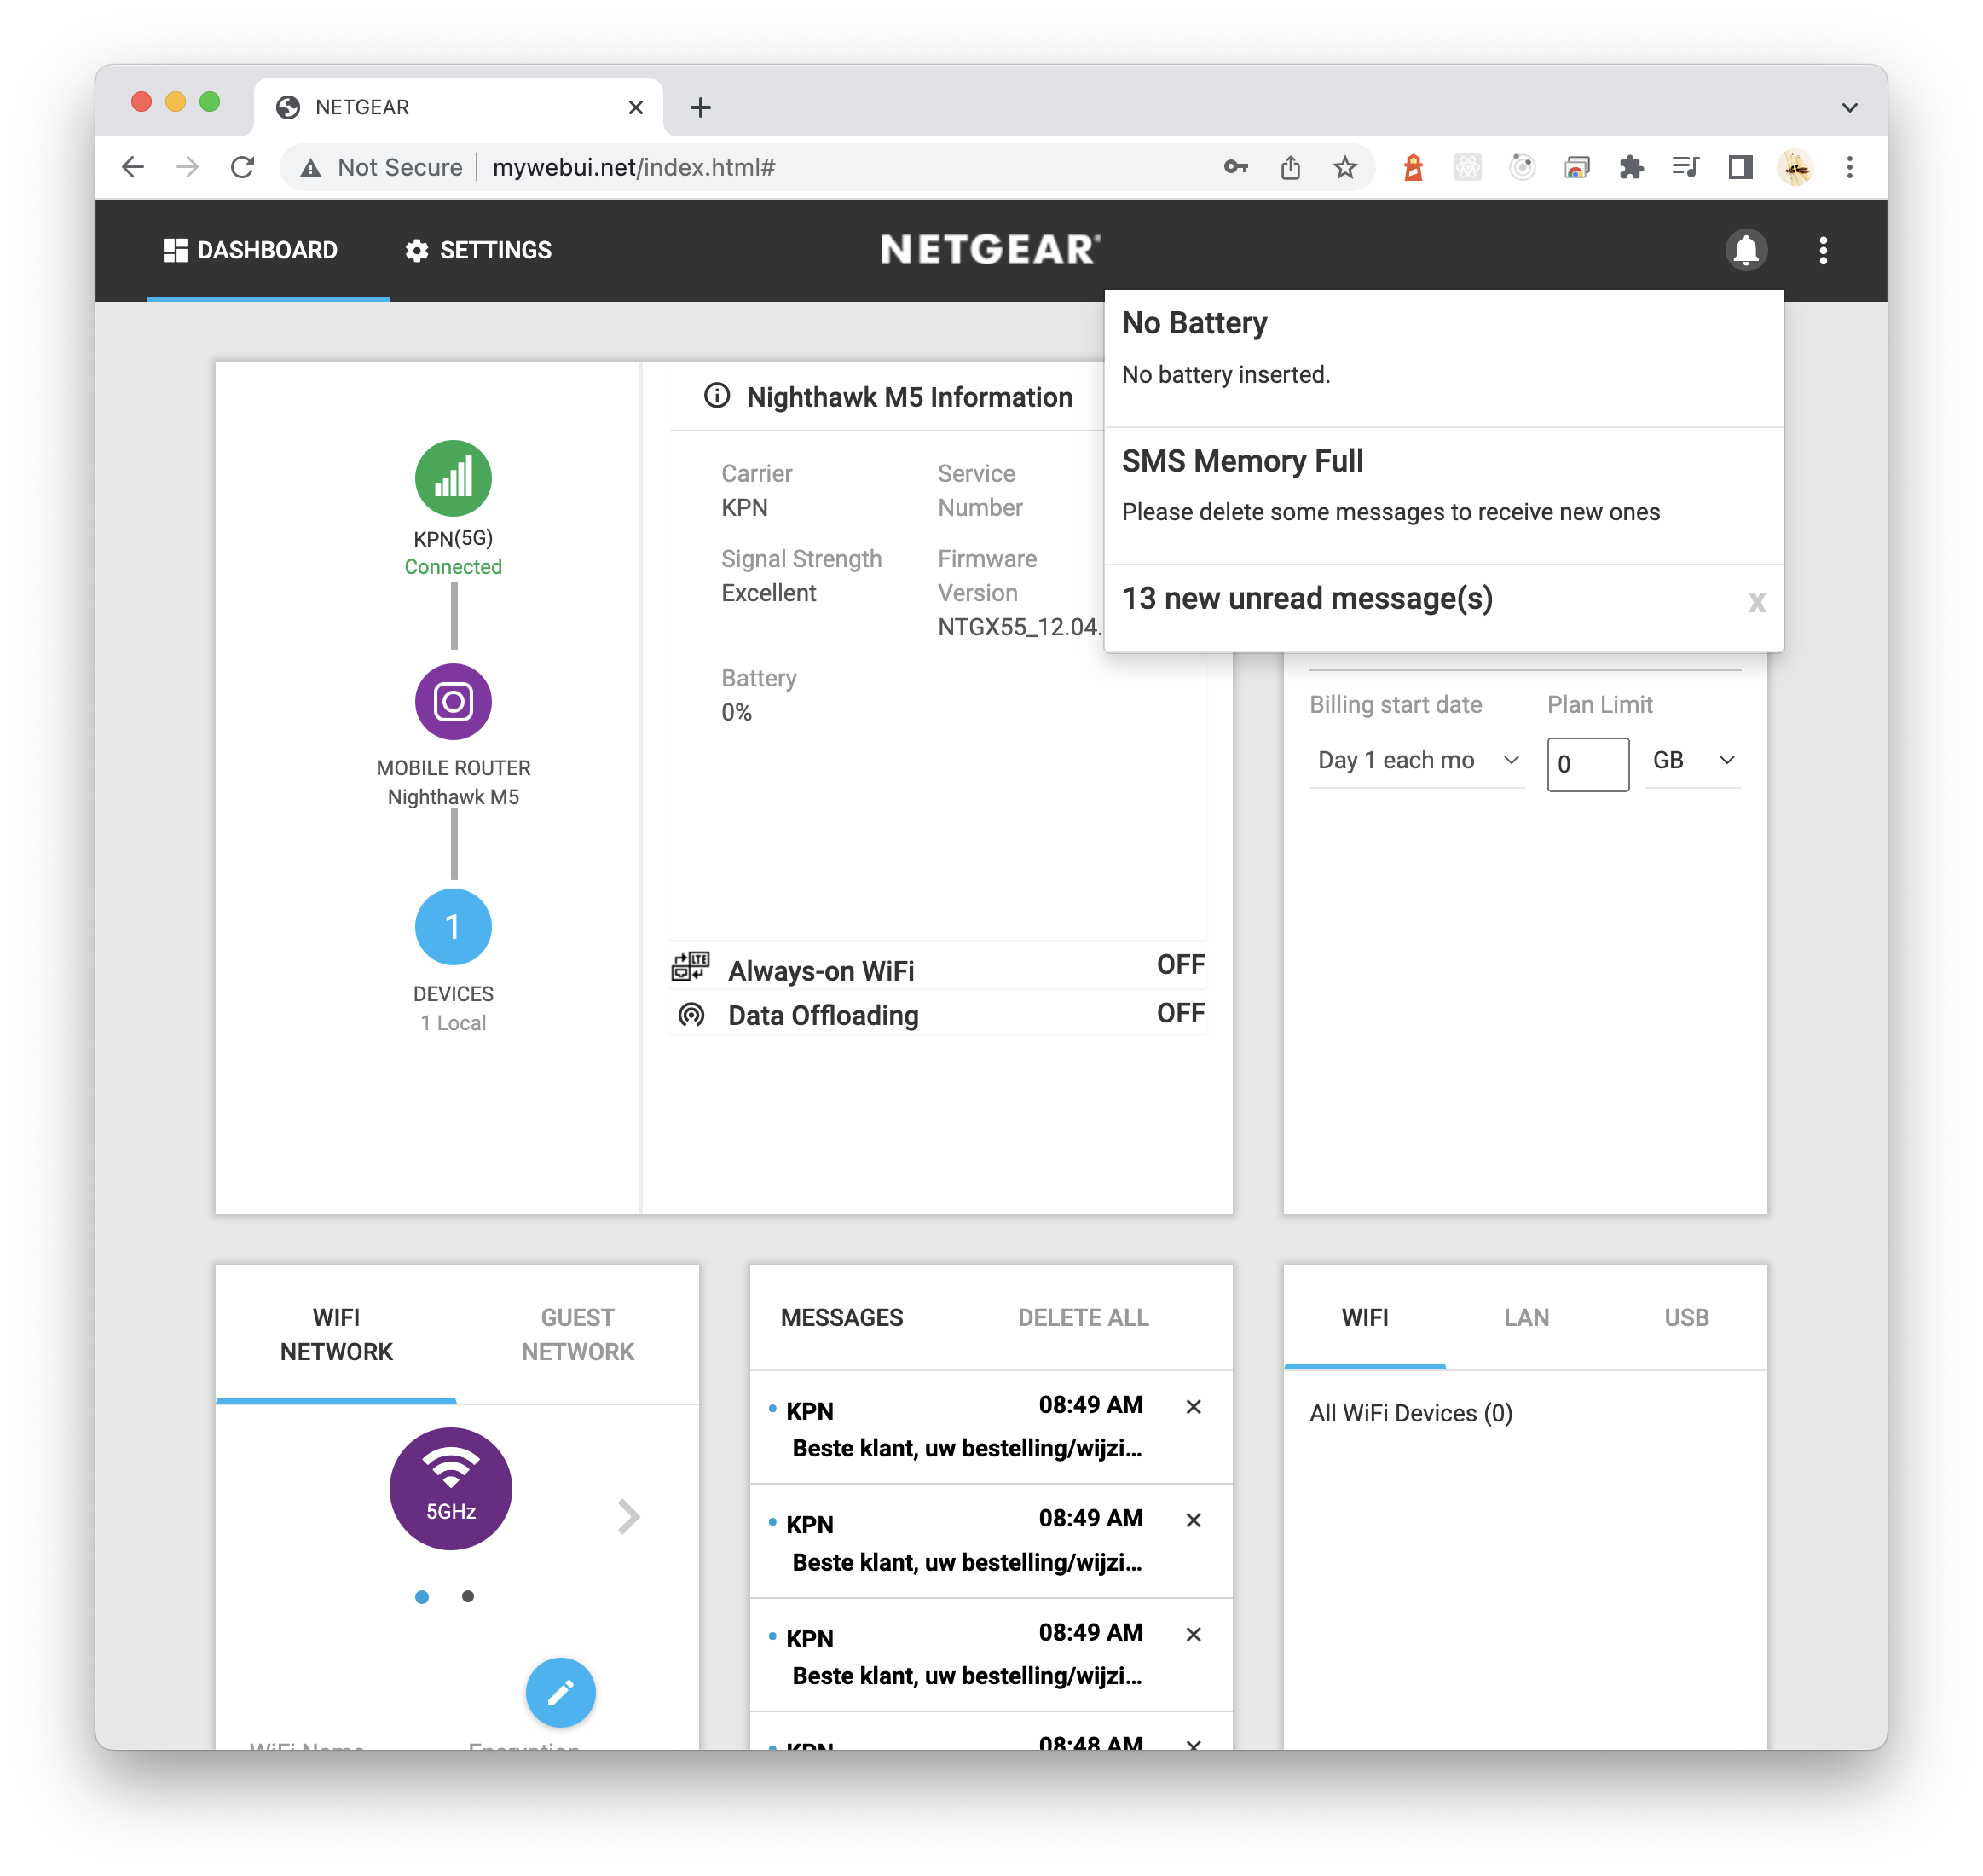 NETGEAR
Not Secure
mywebui.net/index.html#
DASHBOARD
SETTINGS
NETGEAR®
No Battery
No battery inserted.
SMS Memory Full
Please delete some messages to receive new ones
13 new unread message(s)
x
KPN(5G)
Connected
MOBILE ROUTER
Nighthawk M5
1
DEVICES
1 Local
Nighthawk M5 Information
Carrier
KPN
Service
Number
Signal Strength
Excellent
Firmware
Version
NTGX55_12.04.
Battery
0%
LTE
Always-on WiFi
OFF
Data Offloading
OFF
Billing start date
Plan Limit
Day 1 each mo
0
GB
WIFI
NETWORK
GUEST
NETWORK
5GHz
WiFi Name
Encryption
MESSAGES
DELETE ALL
KPN
08:49 AM
Beste klant, uw bestelling/wijzi...
KPN
08:49 AM
Beste klant, uw bestelling/wijzi...
KPN
08:49 AM
Beste klant, uw bestelling/wijzi...
KPN
08:48 AM
WIFI
LAN
USB
All WiFi Devices (0)